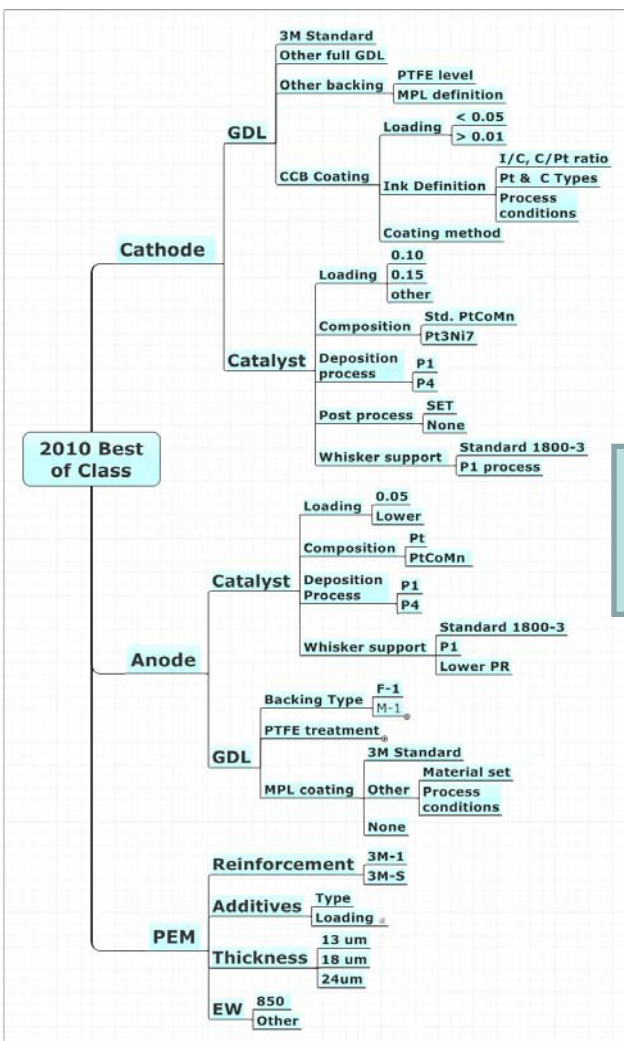 2010 Best
of Class
Cathode
GDL
3M Standard
Other full GDL
Other backing
PTFE level
MPL definition
CCB Coating
Loading
< 0.05
> 0.01
Ink Definition
I/C, C/Pt ratio
Pt & C Types
Process
conditions
Coating method
Catalyst
Loading
0.10
0.15
other
Composition
Std. PtCoMn
Pt3Ni7
Deposition
process
P1
P4
Post process
SET
None
Whisker support
Standard 1800-3
P1 process
Anode
Catalyst
Loading
0.05
Lower
Composition
Pt
PtCoMn
Deposition
Process
P1
P4
Whisker support
Standard 1800-3
P1
Lower PR
GDL
Backing Type
F-1
M-1
PTFE treatment
MPL coating
3M Standard
Other
Material set
Process
conditions
None
PEM
Reinforcement
3M-1
3M-S
Additives
Type
Loading
Thickness
13 um
18 um
24um
EW
850
Other